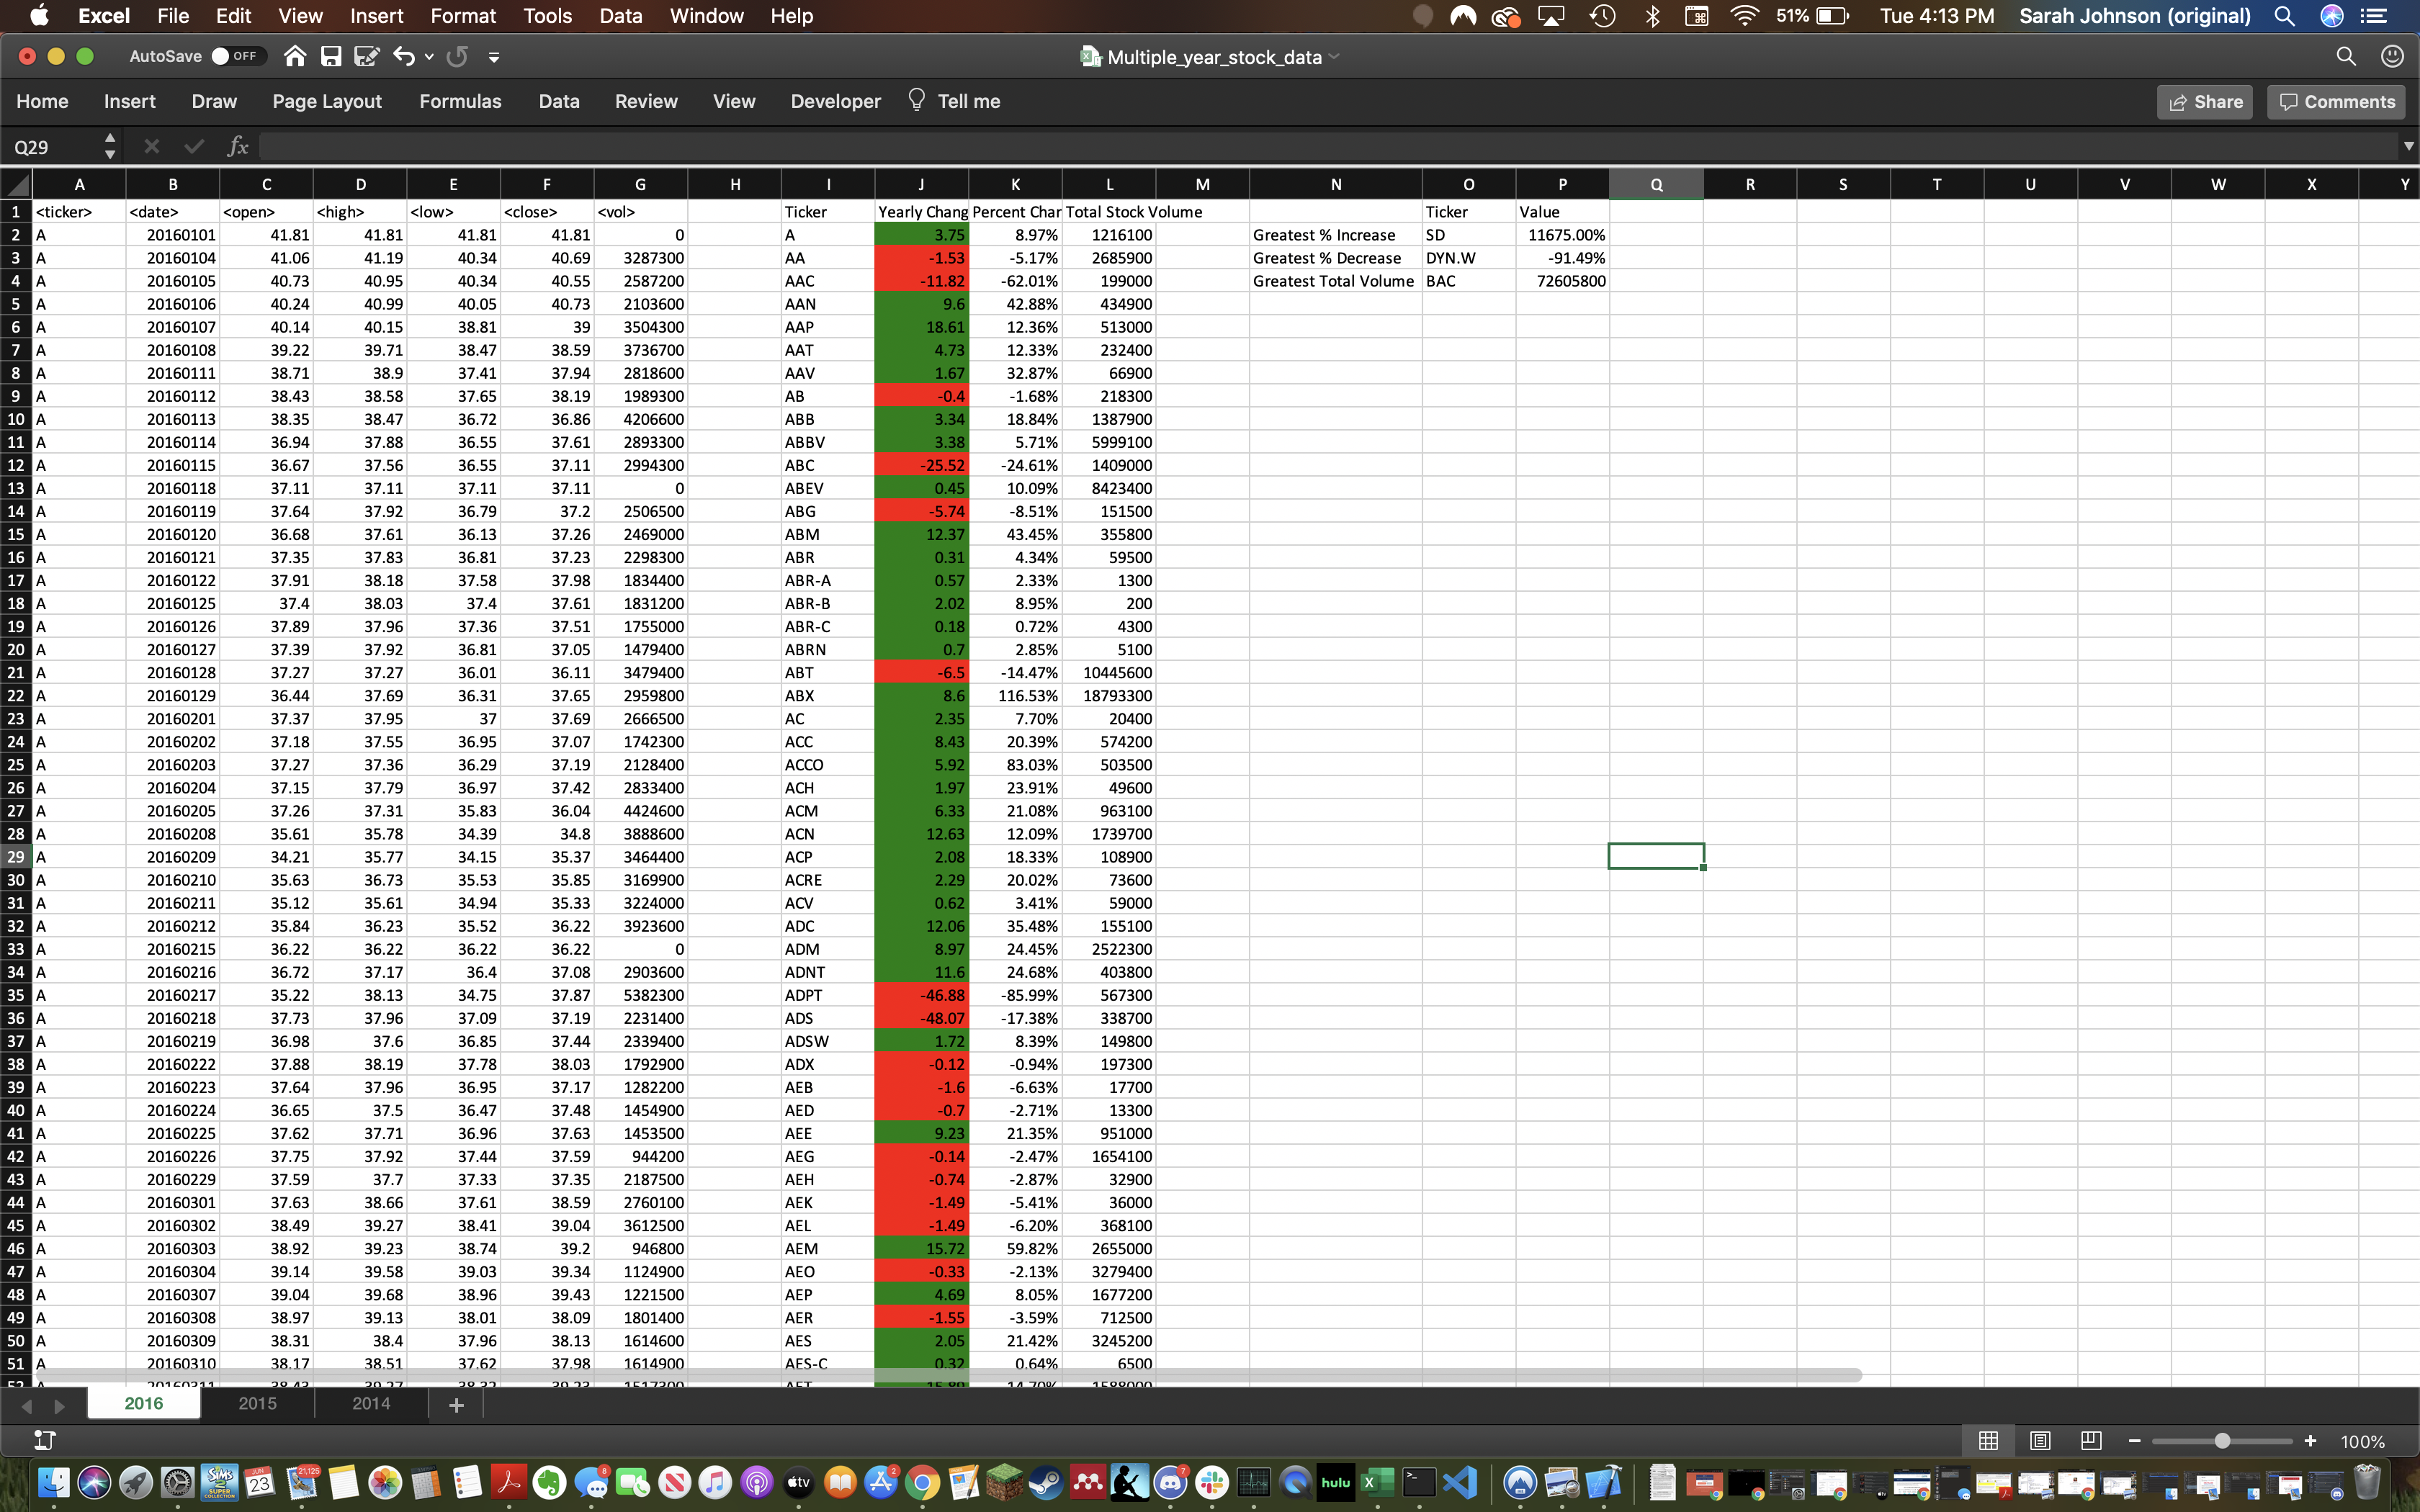 Excel File Edit View Insert Format Tools Data Window Help 51% Tue 4:13 PM Sarah Johnson (original)
AutoSave OFF Multiple_year_stock_data
Home Insert Draw Page Layout Formulas Data Review View Developer Tell me Share Comments
Q29 fx
A B C D E F G H I J K L M N O P Q R S T U V W X Y
1 <ticker> <date> <open> <high> <low> <close> <vol> Ticker Yearly Chang Percent Char Total Stock Volume Ticker Value
2 A 20160101 41.81 41.81 41.81 41.81 0 A 3.75 8.97% 1216100 Greatest % Increase SD 11675.00%
3 A 20160104 41.06 41.19 40.34 40.69 3287300 AA -1.53 -5.17% 2685900 Greatest % Decrease DYN.W -91.49%
4 A 20160105 40.73 40.95 40.34 40.55 2587200 AAC -11.82 -62.01% 199000 Greatest Total Volume BAC 72605800
5 A 20160106 40.24 40.99 40.05 40.73 2103600 AAN 9.6 42.88% 434900
6 A 20160107 40.14 40.15 38.81 39 3504300 AAP 18.61 12.36% 513000
7 A 20160108 39.22 39.71 38.47 38.59 3736700 AAT 4.73 12.33% 232400
8 A 20160111 38.71 38.9 37.41 37.94 2818600 AAV 1.67 32.87% 66900
9 A 20160112 38.43 38.58 37.65 38.19 1989300 AB -0.4 -1.68% 218300
10 A 20160113 38.35 38.47 36.72 36.86 4206600 ABB 3.34 18.84% 1387900
11 A 20160114 36.94 37.88 36.55 37.61 2893300 ABBV 3.38 5.71% 5999100
12 A 20160115 36.67 37.56 36.55 37.11 2994300 ABC -25.52 -24.61% 1409000
13 A 20160118 37.11 37.11 37.11 37.11 0 ABEV 0.45 10.09% 8423400
14 A 20160119 37.64 37.92 36.79 37.2 2506500 ABG -5.74 -8.51% 151500
15 A 20160120 36.68 37.61 36.13 37.26 2469000 ABM 12.37 43.45% 355800
16 A 20160121 37.35 37.83 36.81 37.23 2298300 ABR 0.31 4.34% 59500
17 A 20160122 37.91 38.18 37.58 37.98 1834400 ABR-A 0.57 2.33% 1300
18 A 20160125 37.4 38.03 37.4 37.61 1831200 ABR-B 2.02 8.95% 200
19 A 20160126 37.89 37.96 37.36 37.51 1755000 ABR-C 0.18 0.72% 4300
20 A 20160127 37.39 37.92 36.81 37.05 1479400 ABRN 0.7 2.85% 5100
21 A 20160128 37.27 37.27 36.01 36.11 3479400 ABT -6.5 -14.47% 10445600
22 A 20160129 36.44 37.69 36.31 37.65 2959800 ABX 8.6 116.53% 18793300
23 A 20160201 37.37 37.95 37 37.69 2666500 AC 2.35 7.70% 20400
24 A 20160202 37.18 37.55 36.95 37.07 1742300 ACC 8.43 20.39% 574200
25 A 20160203 37.27 37.36 36.29 37.19 2128400 ACCO 5.92 83.03% 503500
26 A 20160204 37.15 37.79 36.97 37.42 2833400 ACH 1.97 23.91% 49600
27 A 20160205 37.26 37.31 35.83 36.04 4424600 ACM 6.33 21.08% 963100
28 A 20160208 35.61 35.78 34.39 34.8 3888600 ACN 12.63 12.09% 1739700
29 A 20160209 34.21 35.77 34.15 35.37 3464400 ACP 2.08 18.33% 108900
30 A 20160210 35.63 36.73 35.53 35.85 3169900 ACRE 2.29 20.02% 73600
31 A 20160211 35.12 35.61 34.94 35.33 3224000 ACV 0.62 3.41% 59000
32 A 20160212 35.84 36.23 35.52 36.22 3923600 ADC 12.06 35.48% 155100
33 A 20160215 36.22 36.22 36.22 36.22 0 ADM 8.97 24.45% 2522300
34 A 20160216 36.72 37.17 36.4 37.08 2903600 ADNT 11.6 24.68% 403800
35 A 20160217 35.22 38.13 34.75 37.87 5382300 ADPT -46.88 -85.99% 567300
36 A 20160218 37.73 37.96 37.09 37.19 2231400 ADS -48.07 -17.38% 338700
37 A 20160219 36.98 37.6 36.85 37.44 2339400 ADSW 1.72 8.39% 149800
38 A 20160222 37.88 38.19 37.78 38.03 1792900 ADX -0.12 -0.94% 197300
39 A 20160223 37.64 37.96 36.95 37.17 1282200 AEB -1.6 -6.63% 17700
40 A 20160224 36.65 37.5 36.47 37.48 1454900 AED -0.7 -2.71% 13300
41 A 20160225 37.62 37.71 36.96 37.63 1453500 AEE 9.23 21.35% 951000
42 A 20160226 37.75 37.92 37.44 37.59 944200 AEG -0.14 -2.47% 1654100
43 A 20160229 37.59 37.7 37.33 37.35 2187500 AEH -0.74 -2.87% 32900
44 A 20160301 37.63 38.66 37.61 38.59 2760100 AEK -1.49 -5.41% 36000
45 A 20160302 38.49 39.27 38.41 39.04 3612500 AEL -1.49 -6.20% 368100
46 A 20160303 38.92 39.23 38.74 39.2 946800 AEM 15.72 59.82% 2655000
47 A 20160304 39.14 39.58 39.03 39.34 1124900 AEO -0.33 -2.13% 3279400
48 A 20160307 39.04 39.68 38.96 39.43 1221500 AEP 4.69 8.05% 1677200
49 A 20160308 38.97 39.13 38.01 38.09 1801400 AER -1.55 -3.59% 712500
50 A 20160309 38.31 38.4 37.96 38.13 1614600 AES 2.05 21.42% 3245200
51 A 20160310 38.17 38.51 37.62 37.98 1614900 AES-C 0.32 0.64% 6500
2016 2015 2014 +
100%
JUN 23 21,125 8 tv 2 7 hulu